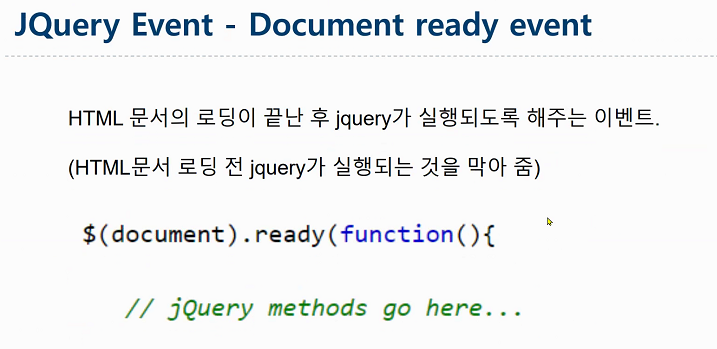 JQuery Event - Document ready event
HTML 문서의 로딩이 끝난 후 jquery가 실행되도록 해주는 이벤트.
(HTML문서 로딩 전 jquery가 실행되는 것을 막아 줌)
$(document).ready(function(){
// jQuery methods go here...